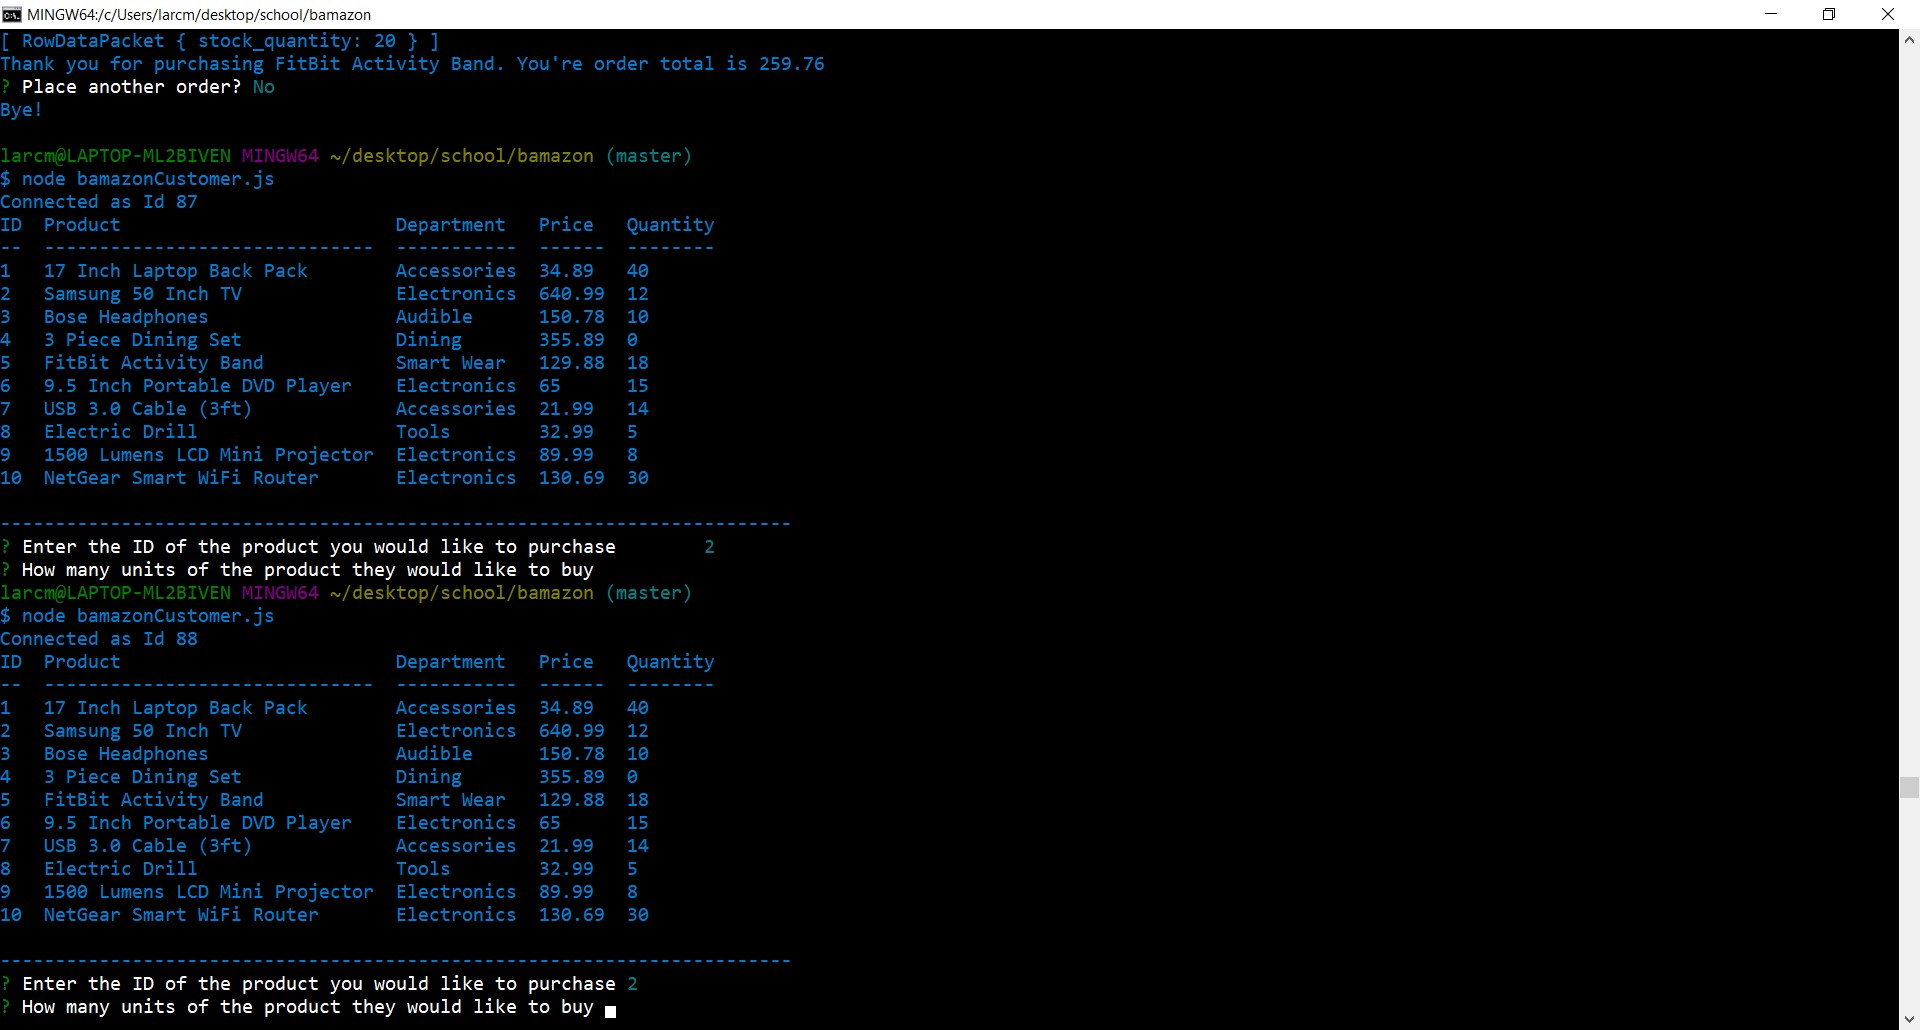 MINGW64:/c/Users/larcm/desktop/school/bamazon
[ RowDataPacket { stock_quantity: 20 } ]
Thank you for purchasing FitBit Activity Band. You're order total is 259.76
? Place another order? No
Bye!
larcm@LAPTOP-ML2BIVEN MINGW64 ~/desktop/school/bamazon (master)
$ node bamazonCustomer.js
Connected as Id 87
ID  Product                         Department   Price   Quantity
--  ------------------------------  -----------  ------  --------
1   17 Inch Laptop Back Pack        Accessories  34.89   40
2   Samsung 50 Inch TV              Electronics  640.99  12
3   Bose Headphones                 Audible      150.78  10
4   3 Piece Dining Set              Dining       355.89  0
5   FitBit Activity Band            Smart Wear   129.88  18
6   9.5 Inch Portable DVD Player    Electronics  65      15
7   USB 3.0 Cable (3ft)             Accessories  21.99   14
8   Electric Drill                  Tools        32.99   5
9   1500 Lumens LCD Mini Projector  Electronics  89.99   8
10  NetGear Smart WiFi Router       Electronics  130.69  30
------------------------------------------------------------------------
? Enter the ID of the product you would like to purchase        2
? How many units of the product they would like to buy
larcm@LAPTOP-ML2BIVEN MINGW64 ~/desktop/school/bamazon (master)
$ node bamazonCustomer.js
Connected as Id 88
ID  Product                         Department   Price   Quantity
--  ------------------------------  -----------  ------  --------
1   17 Inch Laptop Back Pack        Accessories  34.89   40
2   Samsung 50 Inch TV              Electronics  640.99  12
3   Bose Headphones                 Audible      150.78  10
4   3 Piece Dining Set              Dining       355.89  0
5   FitBit Activity Band            Smart Wear   129.88  18
6   9.5 Inch Portable DVD Player    Electronics  65      15
7   USB 3.0 Cable (3ft)             Accessories  21.99   14
8   Electric Drill                  Tools        32.99   5
9   1500 Lumens LCD Mini Projector  Electronics  89.99   8
10  NetGear Smart WiFi Router       Electronics  130.69  30
------------------------------------------------------------------------
? Enter the ID of the product you would like to purchase 2
? How many units of the product they would like to buy